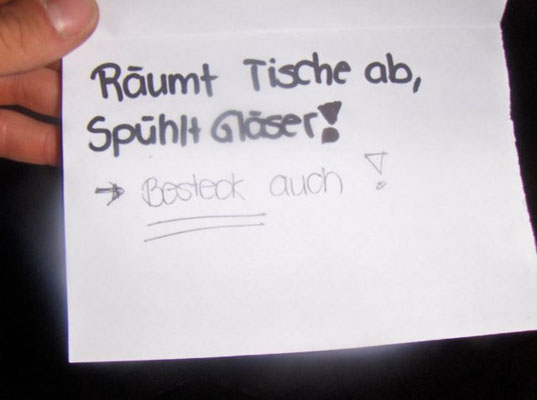 Räumt Tische ab,
Spühlt Gläser!
→ Besteck auch!